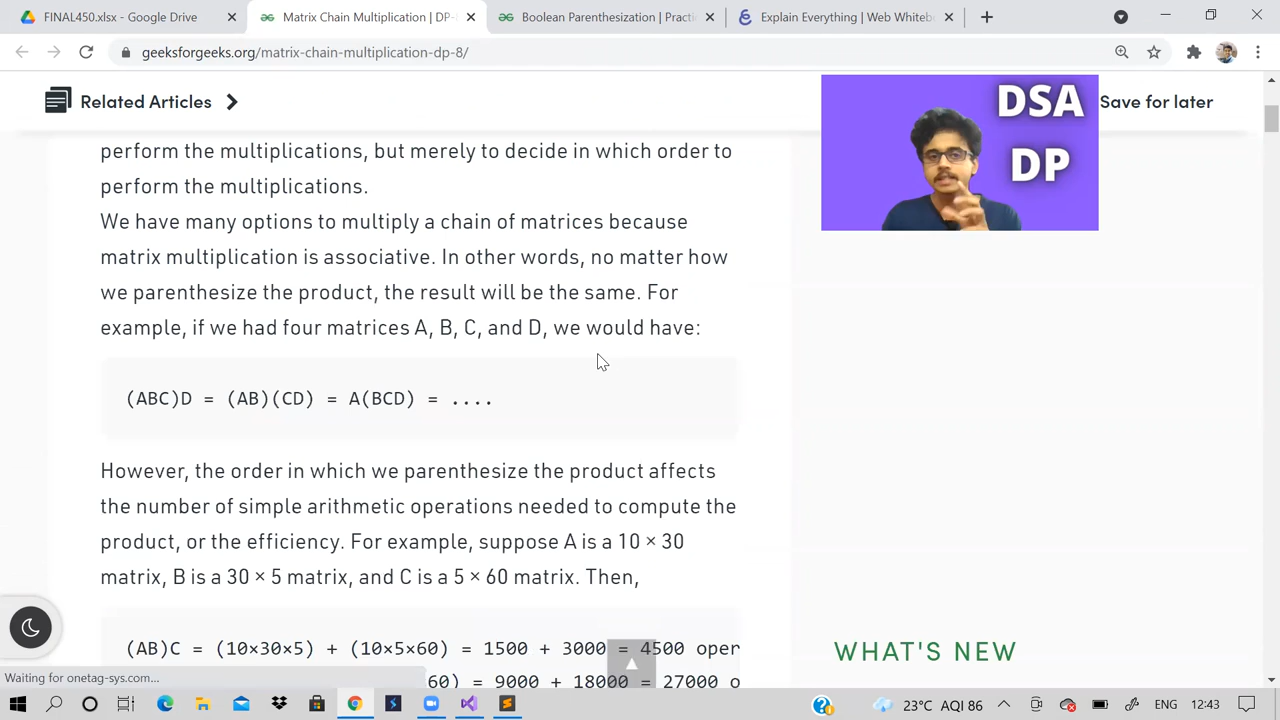 FINAL450.xlsx - Google Drive
Matrix Chain Multiplication | DP-
Boolean Parenthesization | Practi
Explain Everything | Web Whitebo
geeksforgeeks.org/matrix-chain-multiplication-dp-8/
Related Articles
Save for later
DSA
DP
perform the multiplications, but merely to decide in which order to
perform the multiplications.
We have many options to multiply a chain of matrices because
matrix multiplication is associative. In other words, no matter how
we parenthesize the product, the result will be the same. For
example, if we had four matrices A, B, C, and D, we would have:
(ABC)D = (AB)(CD) = A(BCD) = ....
However, the order in which we parenthesize the product affects
the number of simple arithmetic operations needed to compute the
product, or the efficiency. For example, suppose A is a 10 × 30
matrix, B is a 30 × 5 matrix, and C is a 5 × 60 matrix. Then,
(AB)C = (10×30×5) + (10×5×60) = 1500 + 3000 = 4500 oper
60) = 9000 + 18000 = 27000 o
WHAT'S NEW
Waiting for onetag-sys.com...
23°C AQI 86
ENG
12:43